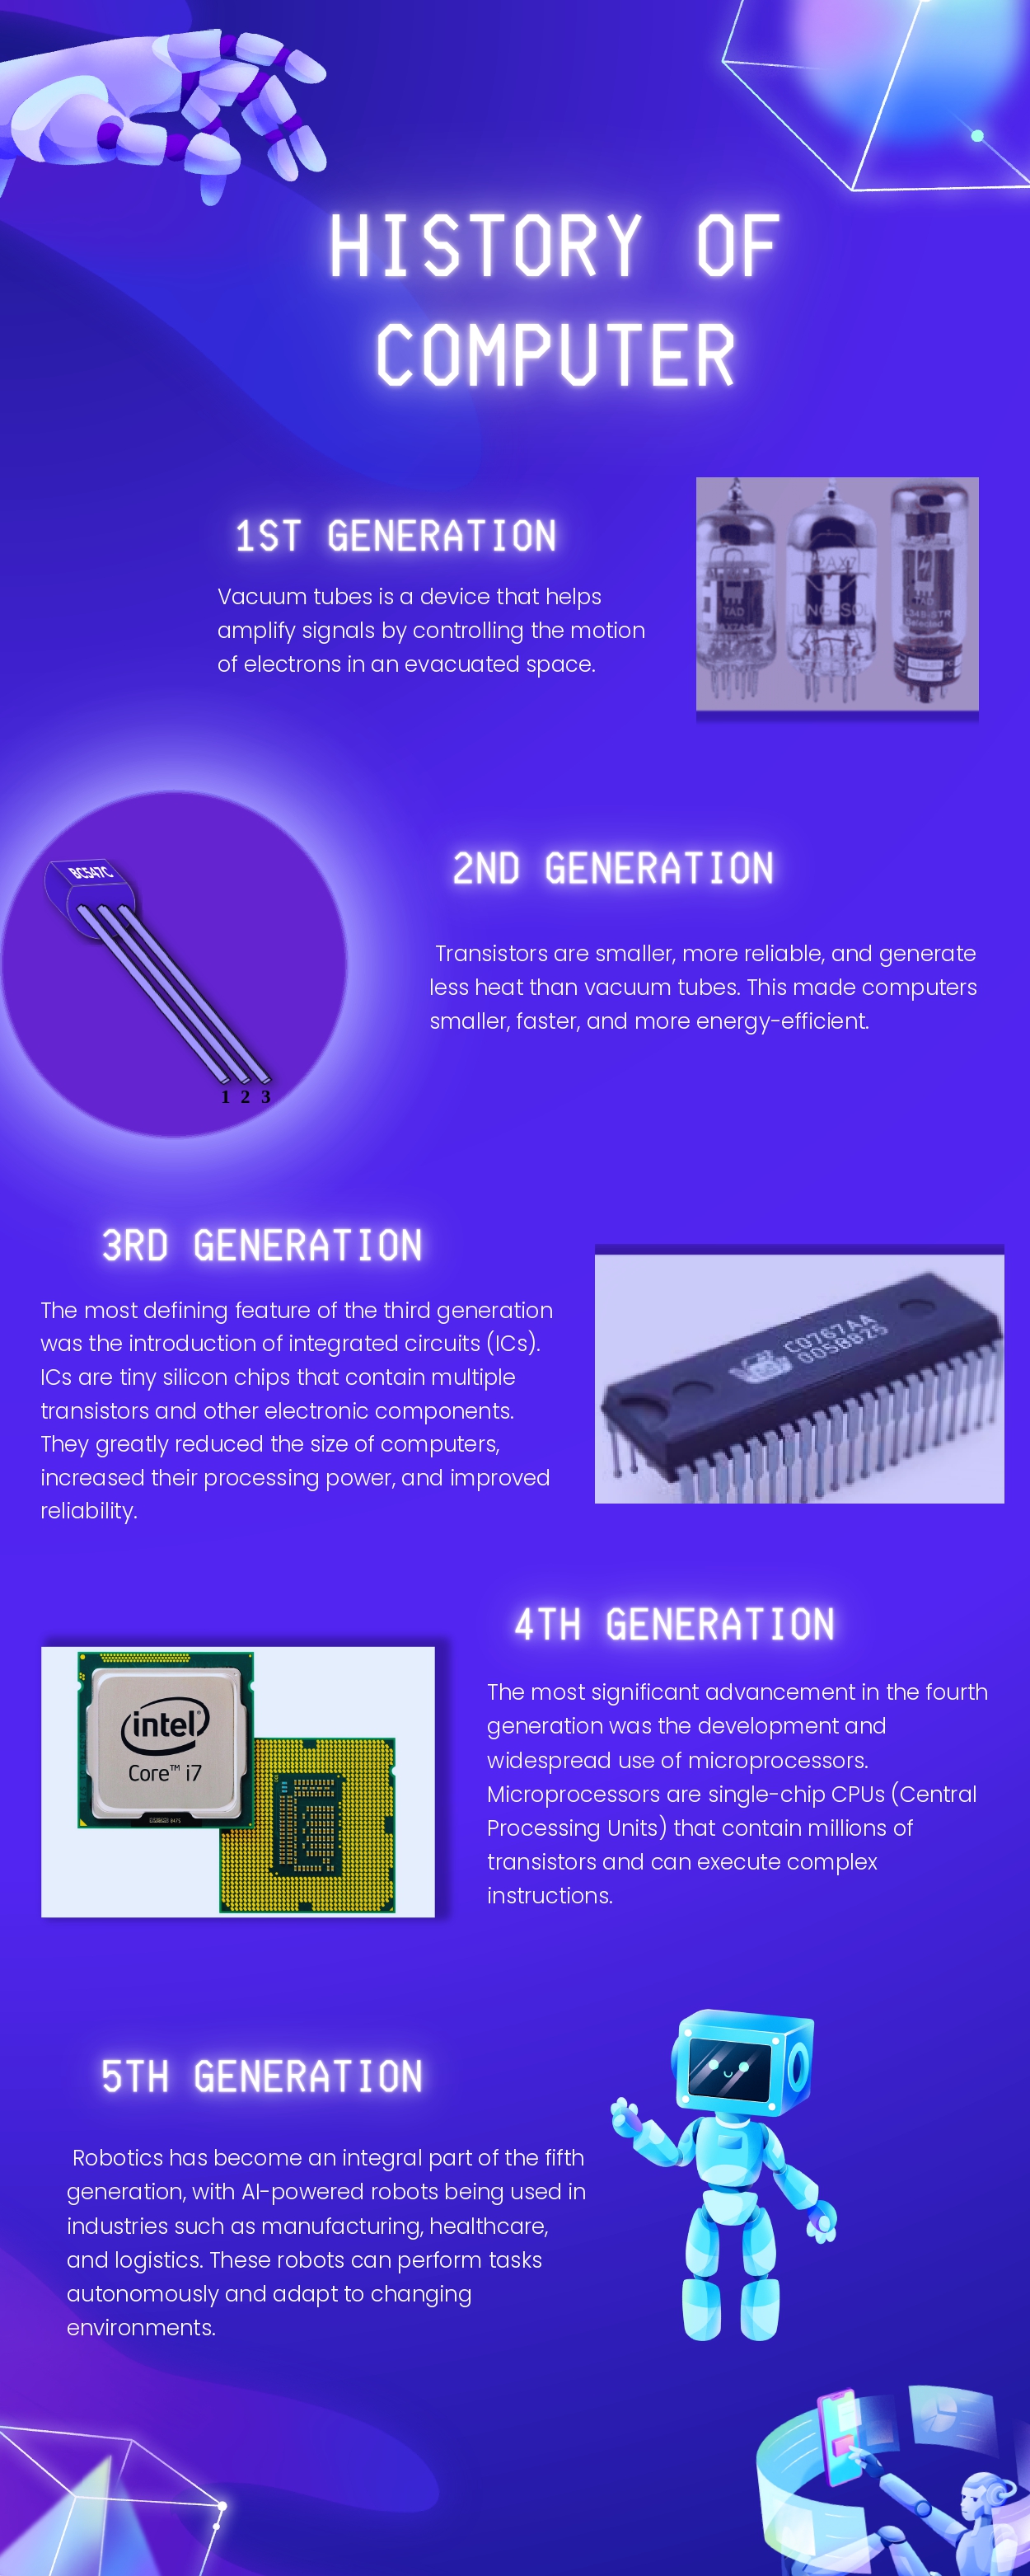 HISTORY OF
COMPUTER
1ST GENERATION
Vacuum tubes is a device that helps
amplify signals by controlling the motion
of electrons in an evacuated space.
TAD
TUNG-SOL
TAD
Selected
2ND GENERATION
BC547C
Transistors are smaller, more reliable, and generate
less heat than vacuum tubes. This made computers
smaller, faster, and more energy-efficient.
1 2 3
3RD GENERATION
The most defining feature of the third generation
was the introduction of integrated circuits (ICs).
ICs are tiny silicon chips that contain multiple
transistors and other electronic components.
They greatly reduced the size of computers,
increased their processing power, and improved
reliability.
CD767AA
4TH GENERATION
The most significant advancement in the fourth
generation was the development and
widespread use of microprocessors.
Microprocessors are single-chip CPUs (Central
Processing Units) that contain millions of
transistors and can execute complex
instructions.
intel®
Core™ i7
5TH GENERATION
Robotics has become an integral part of the fifth
generation, with AI-powered robots being used in
industries such as manufacturing, healthcare,
and logistics. These robots can perform tasks
autonomously and adapt to changing
environments.